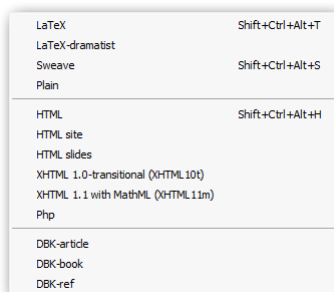 LaTeX Shift+Ctrl+Alt+T
LaTeX-dramatist
Sweave Shift+Ctrl+Alt+S
Plain
HTML Shift+Ctrl+Alt+H
HTML site
HTML slides
XHTML 1.0-transitional (XHTML10t)
XHTML 1.1 with MathML (XHTML11m)
Php
DBK-article
DBK-book
DBK-ref